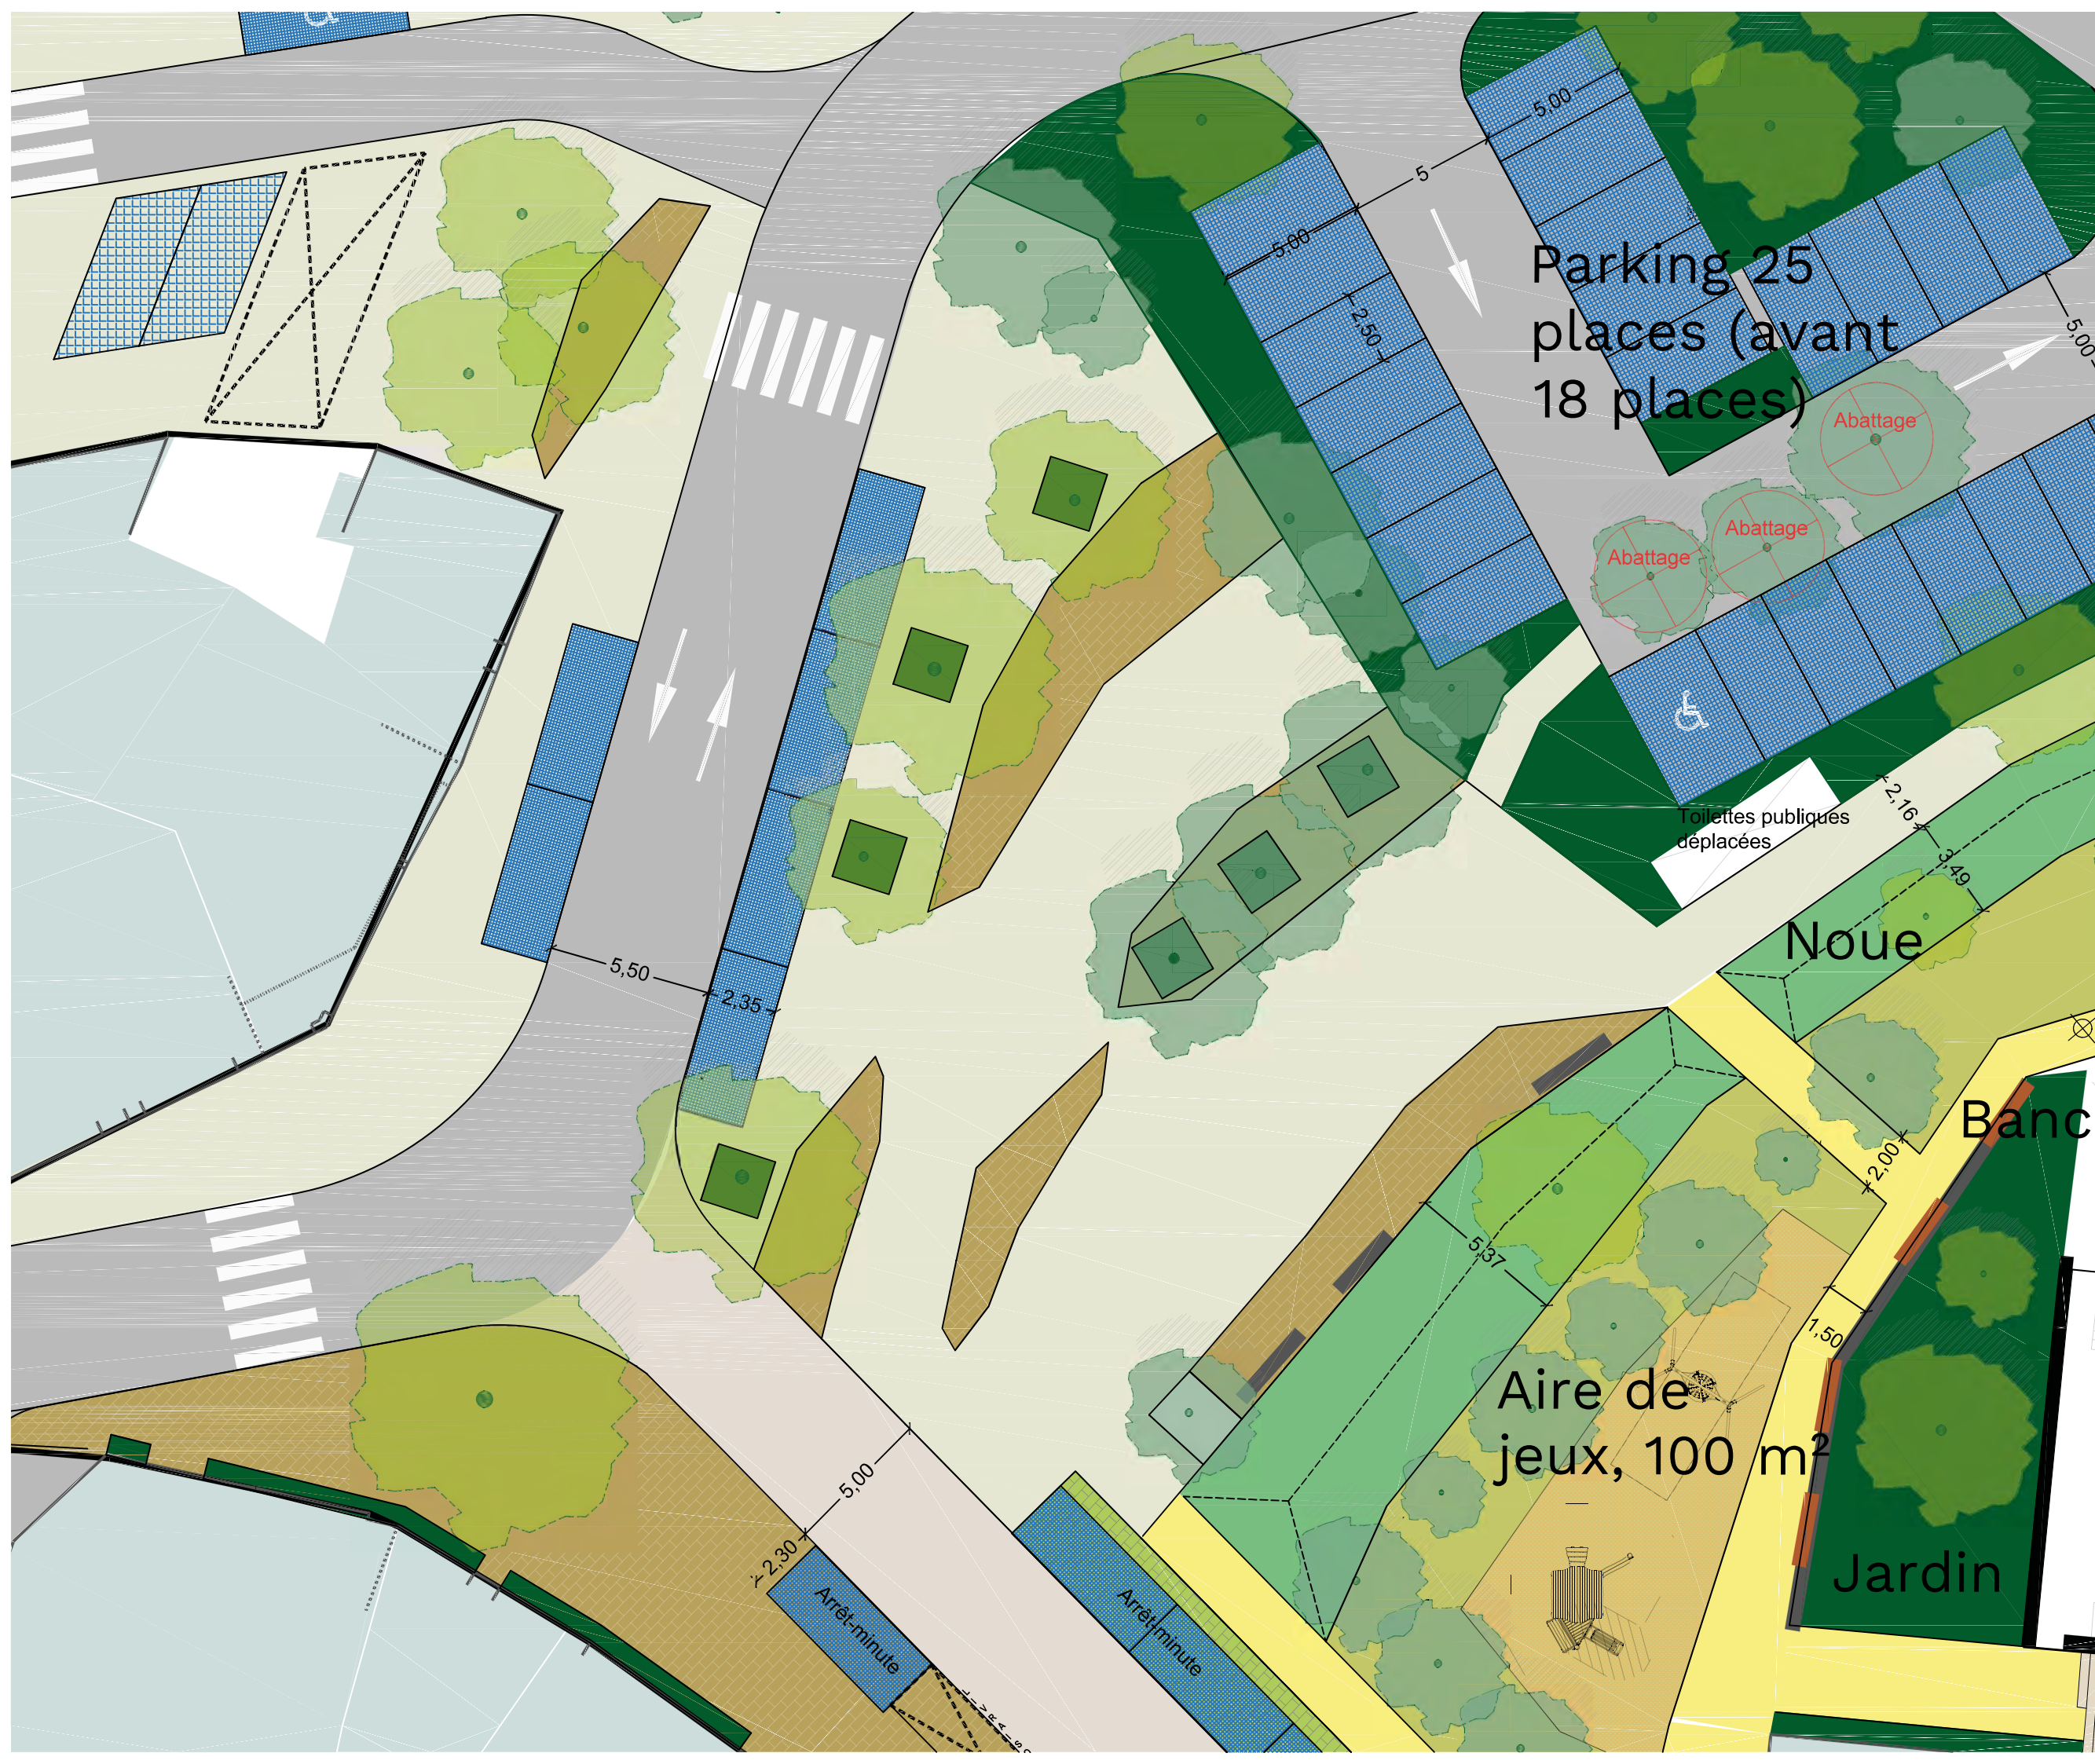 5.00
5
5.00
2,50
Parking 25
places (avant
18 places)
5,00
Abattage
Abattage
Abattage
Toilettes publiques
déplacées
2,16
3,49
Noue
5,50
2,35
Banc
2,00
5,37
1,50
Aire de
jeux, 100 m²
5,00
2,30
Arrêt-minute
Arrêt-minute
Jardin